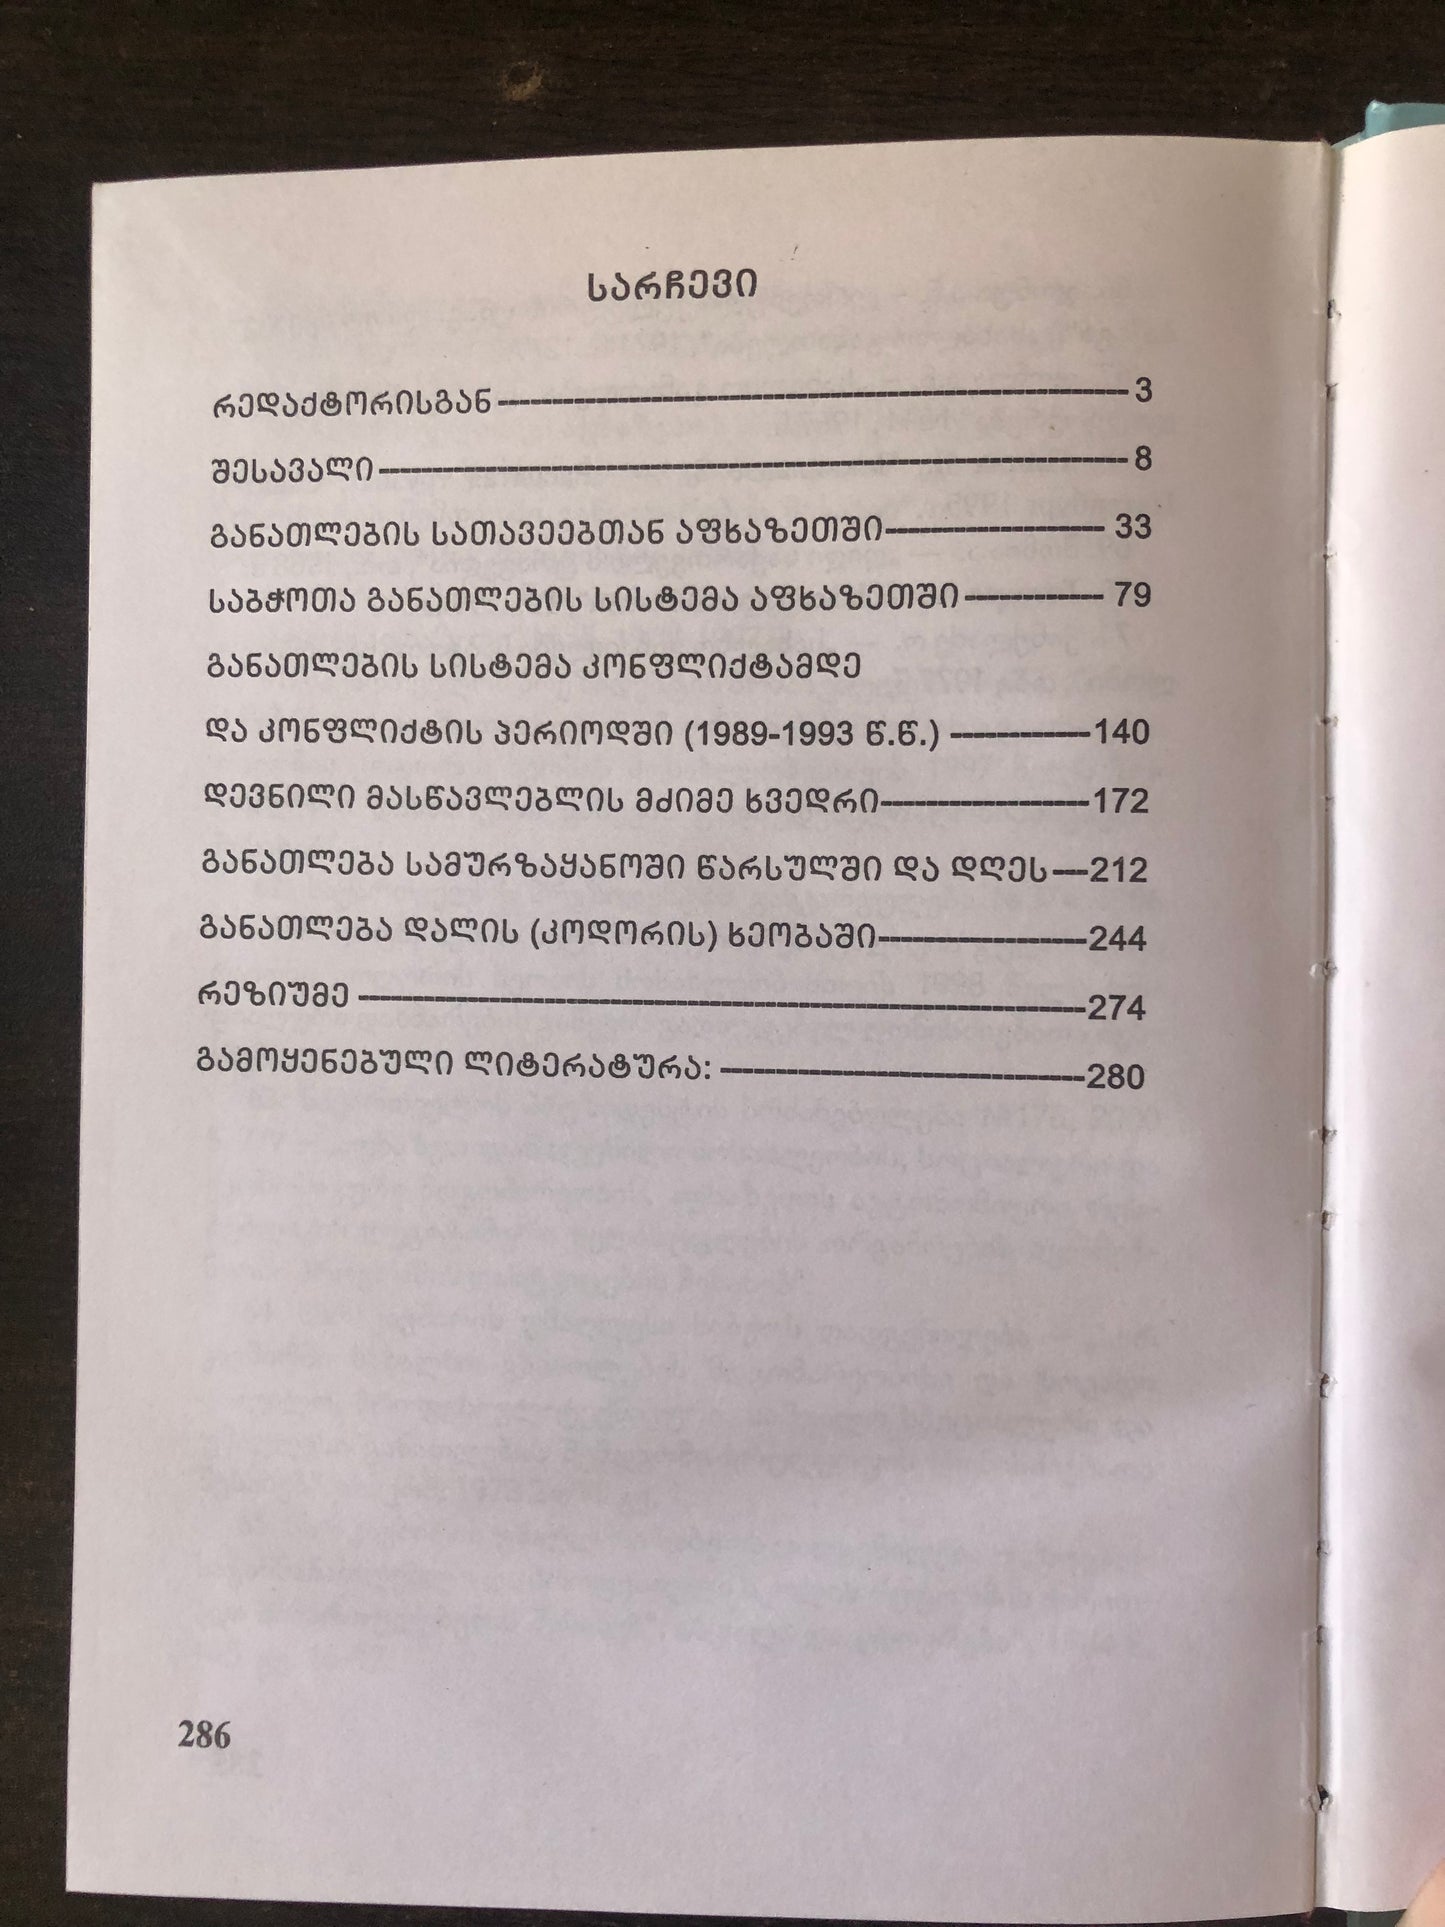 სარჩევი
რედაქტორისგან 3
შესავალი 8
განათლების სათავეებთან აფხაზეთში 33
საბჭოთა განათლების სისტემა აფხაზეთში 79
განათლების სისტემა კონფლიქტამდე
და კონფლიქტის პერიოდში (1989-1993 წ.წ.) 140
დევნილი მასწავლებლის მძიმე ხვედრი 172
განათლება სამურზაყანოში წარსულში და დღეს 212
განათლება დალის (კოდორის) ხეობაში 244
რეზიუმე 274
გამოყენებული ლიტერატურა: 280
286